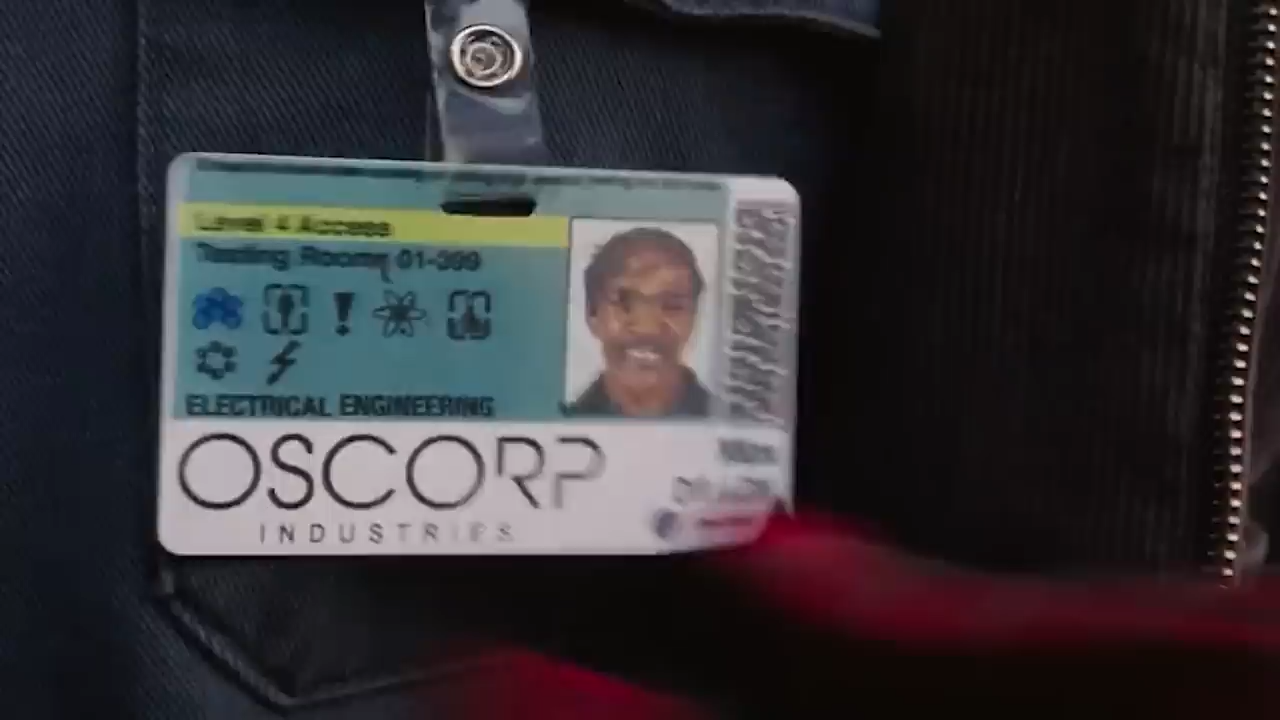 Level 4 Access
Testing Rooms 01-399
ELECTRICAL ENGINEERING
OSCORP
INDUSTRIES